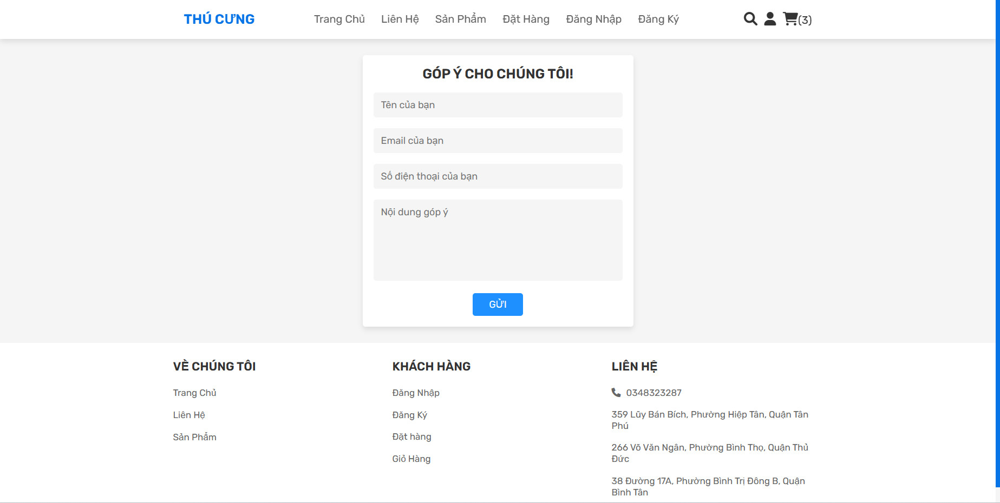 THÚ CƯNG
Trang Chủ Liên Hệ Sản Phẩm Đặt Hàng Đăng Nhập Đăng Ký
(3)
GÓP Ý CHO CHÚNG TÔI!
Tên của bạn
Email của bạn
Số điện thoại của bạn
Nội dung góp ý
GỬI
VỀ CHÚNG TÔI
Trang Chủ
Liên Hệ
Sản Phẩm
KHÁCH HÀNG
Đăng Nhập
Đăng Ký
Đặt hàng
Giỏ Hàng
LIÊN HỆ
0348323287
359 Lũy Bán Bích, Phường Hiệp Tân, Quận Tân
Phú
266 Võ Văn Ngân, Phường Bình Thọ, Quận Thủ
Đức
38 Đường 17A, Phường Bình Trị Đông B, Quận
Bình Tân